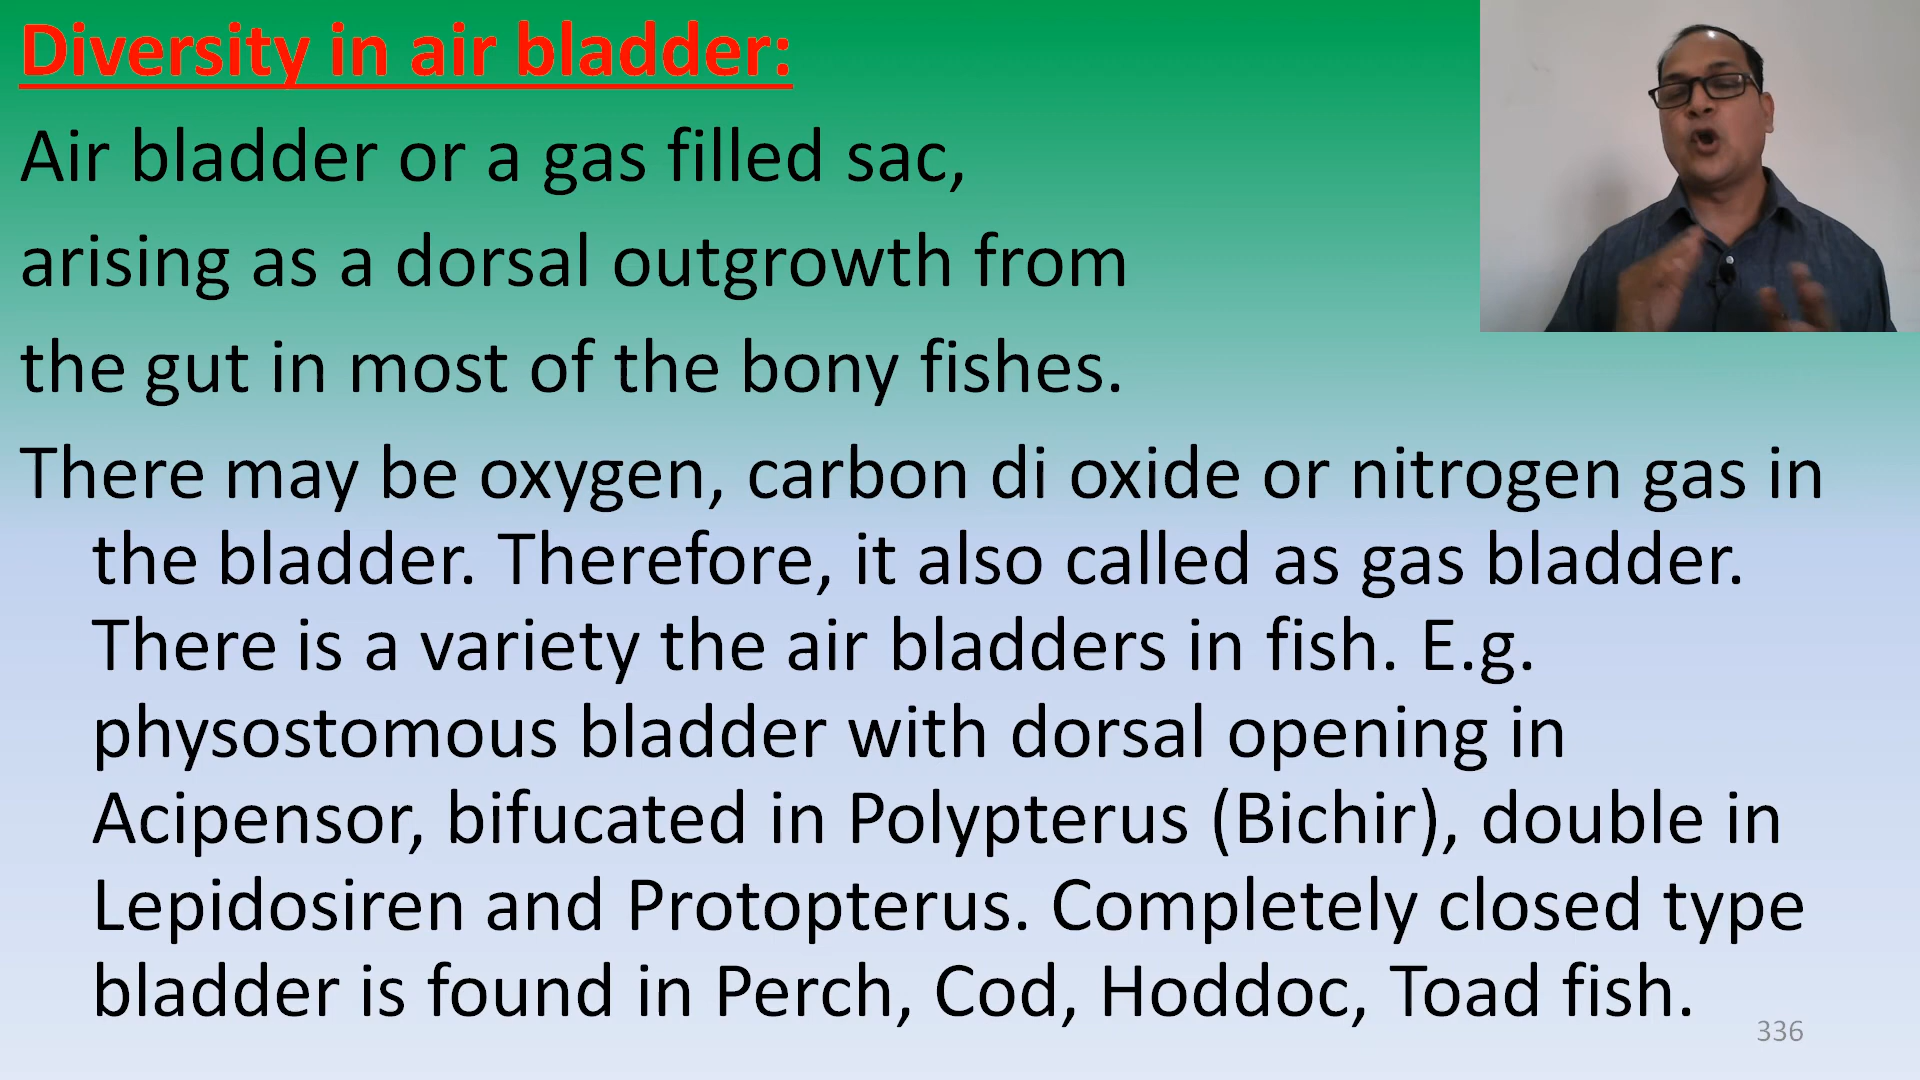 Diversity in air bladder:
Air bladder or a gas filled sac,
arising as a dorsal outgrowth from
the gut in most of the bony fishes.
There may be oxygen, carbon di oxide or nitrogen gas in
the bladder. Therefore, it also called as gas bladder.
There is a variety the air bladders in fish. E.g.
physostomous bladder with dorsal opening in
Acipensor, bifucated in Polypterus (Bichir), double in
Lepidosiren and Protopterus. Completely closed type
bladder is found in Perch, Cod, Hoddoc, Toad fish.
336